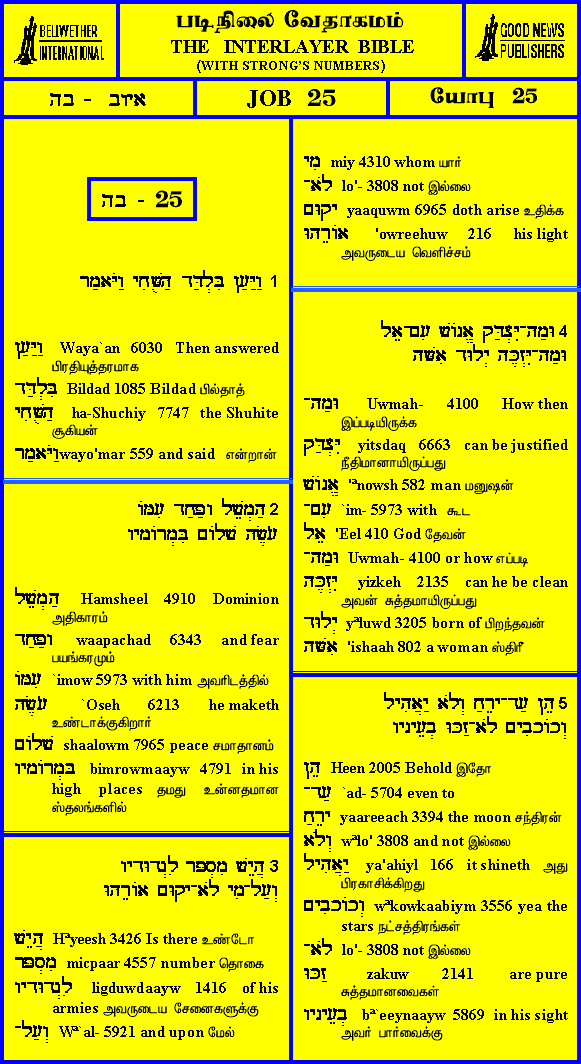 BELLWETHER
INTERNATIONAL
படிநிலை வேதாகமம்
THE INTERLAYER BIBLE
(WITH STRONG'S NUMBERS)
GOOD NEWS
PUBLISHERS
איוב - כה
JOB 25
யோபு 25
כה - 25
1 וַיַּעַן בִּלְדַּד הַשֻּׁחִי וַיֹּאמַר
וַיַּעַן Waya`an 6030 Then answered
பிரதியுத்தரமாக
בִּלְדַּד Bildad 1085 Bildad பில்தாத்
הַשֻּׁחִי ha-Shuchiy 7747 the Shuhite
சூகியன்
וַיֹּאמַר wayo'mar 559 and said என்றான்
2 הַמְשֵׁל וּפַחַד עִמּוֹ
עֹשֶׂה שָׁלוֹם בִּמְרוֹמָיו
הַמְשֵׁל Hamsheel 4910 Dominion
அதிகாரம்
וּפַחַד waapachad 6343 and fear
பயங்கரமும்
עִמּוֹ `imow 5973 with him அவரிடத்தில்
עֹשֶׂה `Oseh 6213 he maketh
உண்டாக்குகிறார்
שָׁלוֹם shaalowm 7965 peace சமாதானம்
בִּמְרוֹמָיו bimrowmaayw 4791 in his
high places தமது உன்னதமான
ஸ்தலங்களில்
3 הֲיֵשׁ מִסְפָּר לִגְדוּדָיו
וְעַל־מִי לֹא־יָקוּם אוֹרֵהוּ
הֲיֵשׁ Hªyeesh 3426 Is there உண்டோ
מִסְפָּר micpaar 4557 number தொகை
לִגְדוּדָיו ligduwdaayw 1416 of his
armies அவருடைய சேனைகளுக்கு
וְעַל־ Wª`al- 5921 and upon மேல்
מִי miy 4310 whom யார்
לֹא־ lo'- 3808 not இல்லை
יָקוּם yaaquwm 6965 doth arise உதிக்க
אוֹרֵהוּ 'owreehuw 216 his light
அவருடைய வெளிச்சம்
4 וּמַה־יִּצְדַּק אֱנוֹשׁ עִם־אֵל
וּמַה־יִּזְכֶּה יְלוּד אִשָּׁה
וּמַה־ Uwmah- 4100 How then
இப்படியிருக்க
יִּצְדַּק yitsdaq 6663 can be justified
நீதிமானாயிருப்பது
אֱנוֹשׁ 'ªnowsh 582 man மனுஷன்
עִם־ `im- 5973 with கூட
אֵל 'Eel 410 God தேவன்
וּמַה־ Uwmah- 4100 or how எப்படி
יִּזְכֶּה yizkeh 2135 can he be clean
அவன் சுத்தமாயிருப்பது
יְלוּד yªluwd 3205 born of பிறந்தவன்
אִשָּׁה 'ishaah 802 a woman ஸ்திரீ
5 הֵן עַד־יָרֵחַ וְלֹא יַאֲהִיל
וְכוֹכָבִים לֹא־זַכּוּ בְעֵינָיו
הֵן Heen 2005 Behold இதோ
עַד־ `ad- 5704 even to
יָרֵחַ yaareeach 3394 the moon சந்திரன்
וְלֹא wªlo' 3808 and not இல்லை
יַאֲהִיל ya'ahiyl 166 it shineth அது
பிரகாசிக்கிறது
וְכוֹכָבִים wªkowkaabiym 3556 yea the
stars நட்சத்திரங்கள்
לֹא־ lo'- 3808 not இல்லை
זַכּוּ zakuw 2141 are pure
சுத்தமானவைகள்
בְעֵינָיו bª`eeynaayw 5869 in his sight
அவர் பார்வைக்கு